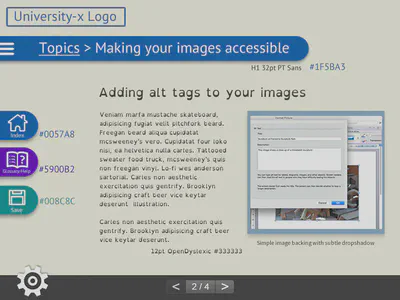 University-x Logo
Topics > Making your images accessible
H1 32pt PT Sans
#1F5BA3
Adding alt tags to your images
Veniam marfa mustache skateboard,
adipisicing fugiat velit pitchfork beard.
Freegan beard aliqua cupidatat
mcsweeney's vero. Cupidatat four loko
nisi, ea helvetica nulla carles. Tattooed
sweater food truck, mcsweeney's quis
non freegan vinyl. Lo-fi wes anderson
sartorial. Carles non aesthetic
exercitation quis gentrify. Brooklyn
adipisicing craft beer vice keytar
deserunt illustration.
Carles non aesthetic exercitation quis
gentrify. Brooklyn adipisicing craft beer
vice keytar deserunt.
12pt OpenDyslexic #333333
Index
#0057A8
Glossary/Help
#5900B2
Save
#008C8C
Simple image backing with subtle dropshadow
< 2 / 4 >